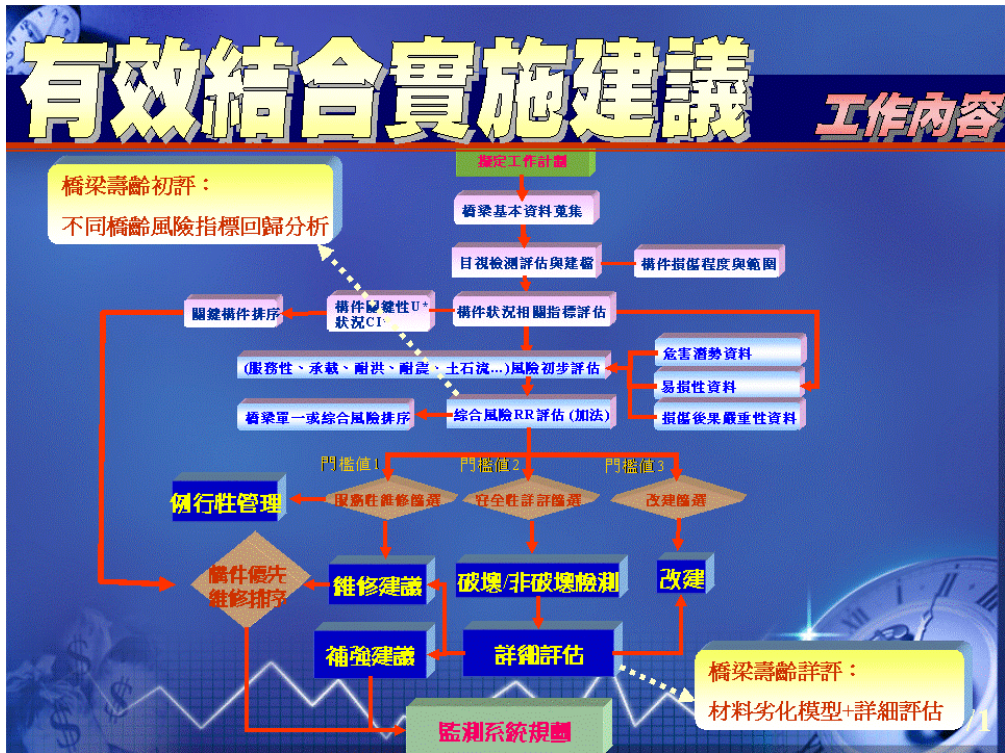 有效結合實施建議
工作內容
擬定工作計劃
橋梁壽齡初評：
不同橋齡風險指標回歸分析
橋梁基本資料蒐集
目視檢測評估與建檔
構件損傷程度與範圍
關鍵構件排序
構件關鍵性U*
狀況CI
構件狀況相關指標評估
(服務性、承載、耐洪、耐震、土石流...)風險初步評估
危害潛勢資料
易損性資料
損傷後果嚴重性資料
橋梁單一或綜合風險排序
綜合風險RR評估(加法)
門檻值1
門檻值2
門檻值3
例行性管理
服務性維修篩選
安全性詳評篩選
改建篩選
構件優先
維修排序
維修建議
破壞/非破壞檢測
改建
補強建議
詳細評估
橋梁壽齡詳評：
材料劣化模型+詳細評估
監測系統規劃
/1